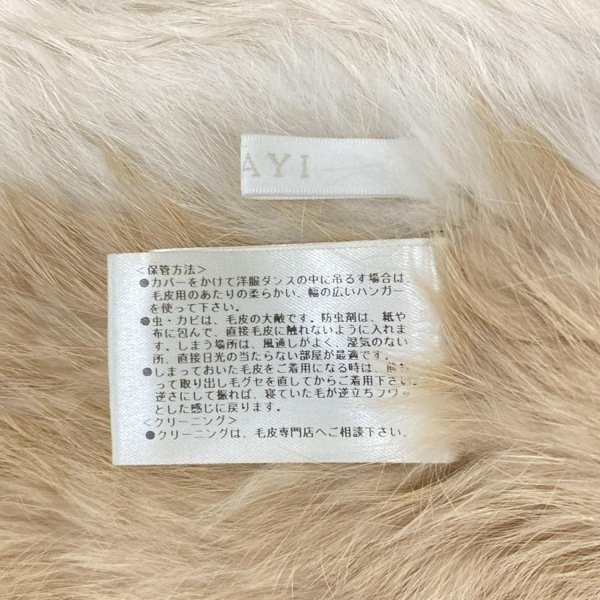 AYI
<保管方法>
●カバーをかけて洋服ダンスの中に吊るす場合は、
毛皮用のあたりの柔らかい、幅の広いハンガー
を使って下さい。
●虫・カビは、毛皮の大敵です。防虫剤は、紙や
布に包んで、直接毛皮に触れないように入れま
す。しまう場所は、風通しがよく、湿気のない
所、直接日光の当たらない部屋が最適です。
●しまっておいた毛皮をご着用になる時は、前も
って取り出し毛グセを直してからご着用下さい。
逆さにして振れば、寝ていた毛が逆立ちフワッ
とした感じに戻ります。
<クリーニング>
●クリーニングは、毛皮専門店へご相談下さい。